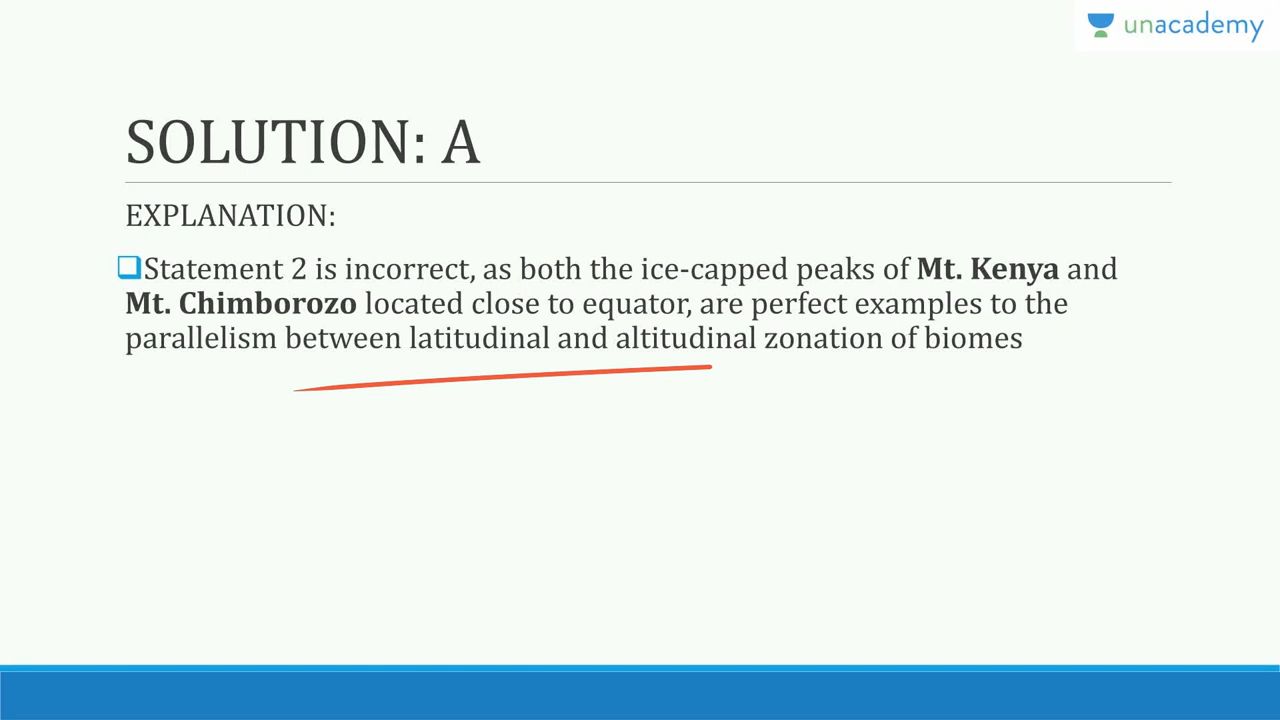 unacademy
SOLUTION: A
EXPLANATION:
Statement 2 is incorrect, as both the ice-capped peaks of Mt. Kenya and
Mt. Chimborozo located close to equator, are perfect examples to the
parallelism between latitudinal and altitudinal zonation of biomes